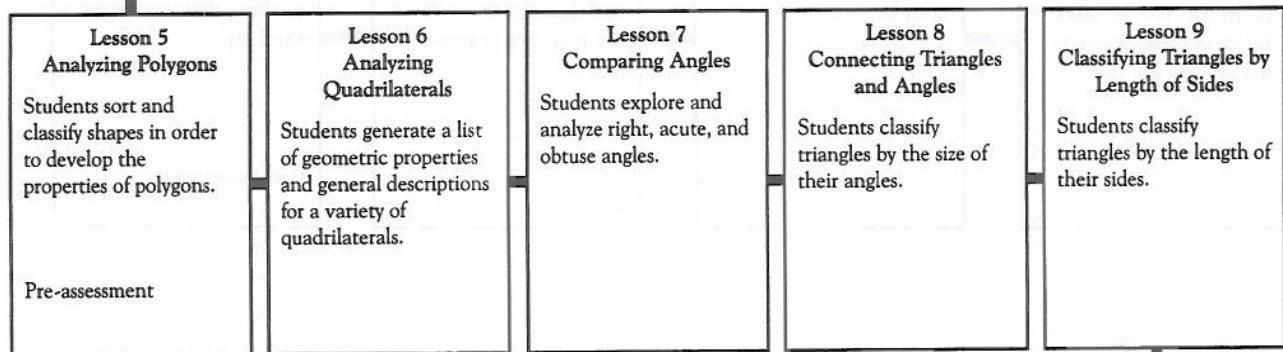 Lesson 5
Analyzing Polygons
Students sort and
classify shapes in order
to develop the
properties of polygons.
Pre-assessment
Lesson 6
Analyzing
Quadrilaterals
Students generate a list
of geometric properties
and general descriptions
for a variety of
quadrilaterals.
Lesson 7
Comparing Angles
Students explore and
analyze right, acute, and
obtuse angles.
Lesson 8
Connecting Triangles
and Angles
Students classify
triangles by the size of
their angles.
Lesson 9
Classifying Triangles by
Length of Sides
Students classify
triangles by the length of
their sides.